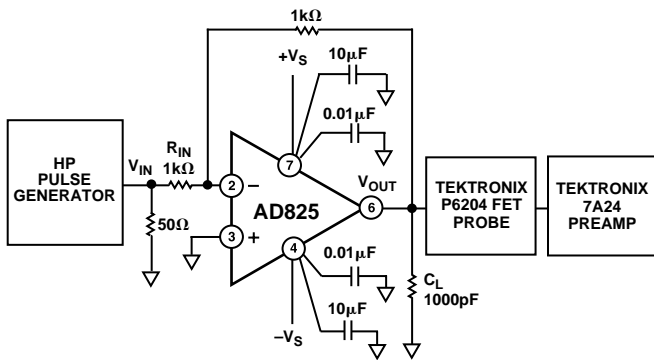 1kΩ
+VS
10μF
0.01μF
HP
PULSE
GENERATOR
VIN
RIN
1kΩ
50Ω
2
–
3
+
7
AD825
4
VOUT
6
0.01μF
10μF
–VS
CL
1000pF
TEKTRONIX
P6204 FET
PROBE
TEKTRONIX
7A24
PREAMP